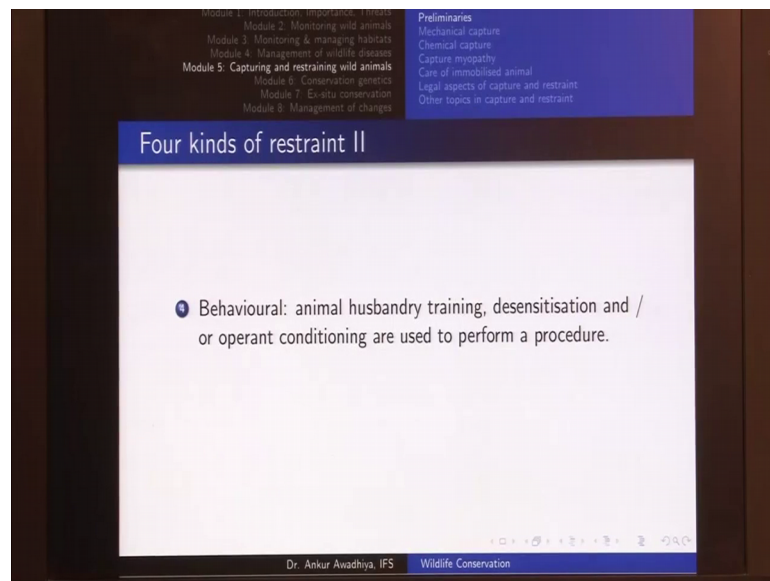 Module 1: Introduction, Importance, Threats
Module 2: Monitoring wild animals
Module 3: Monitoring & managing habitats
Module 4: Management of wildlife diseases
Module 5: Capturing and restraining wild animals
Module 6: Conservation genetics
Module 7: Ex-situ conservation
Module 8: Management of changes
Preliminaries
Mechanical capture
Chemical capture
Capture myopathy
Care of immobilised animal
Legal aspects of capture and restraint
Other topics in capture and restraint
Four kinds of restraint II
4 Behavioural: animal husbandry training, desensitisation and /
or operant conditioning are used to perform a procedure.
Dr. Ankur Awadhiya, IFS Wildlife Conservation